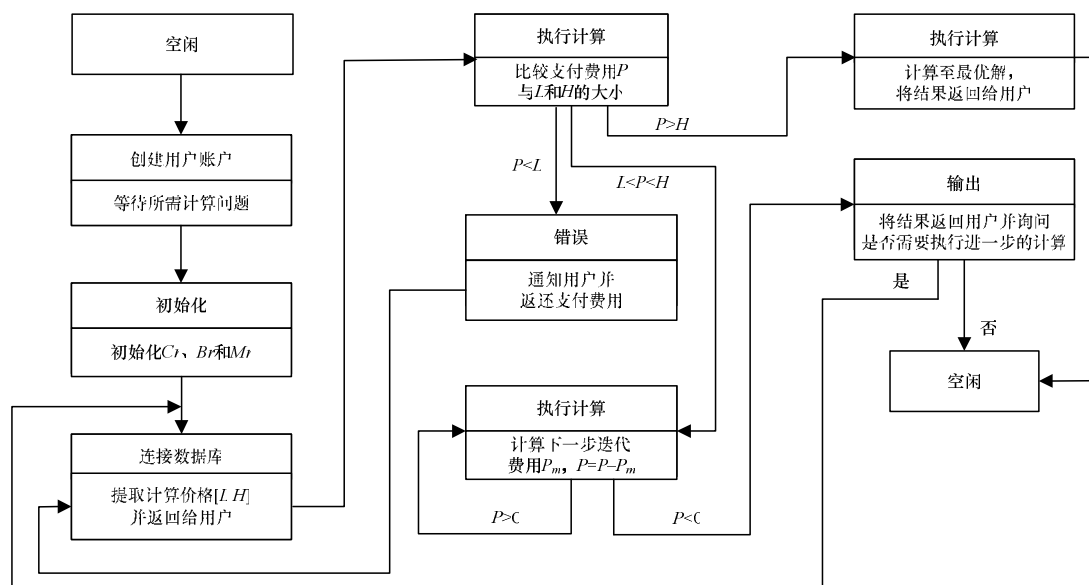 空闲
创建用户账户
等待所需计算问题
初始化
初始化Cr、Br和Mr
连接数据库
提取计算价格[L H]
并返回给用户
执行计算
比较支付费用P
与L和H的大小
P<L
L<P<H
P>H
错误
通知用户并
返还支付费用
执行计算
计算下一步迭代
费用Pm，P=P–Pm
P>0
P<0
执行计算
计算至最优解，
将结果返回给用户
输出
将结果返回用户并询问
是否需要执行进一步的计算
是
否
空闲